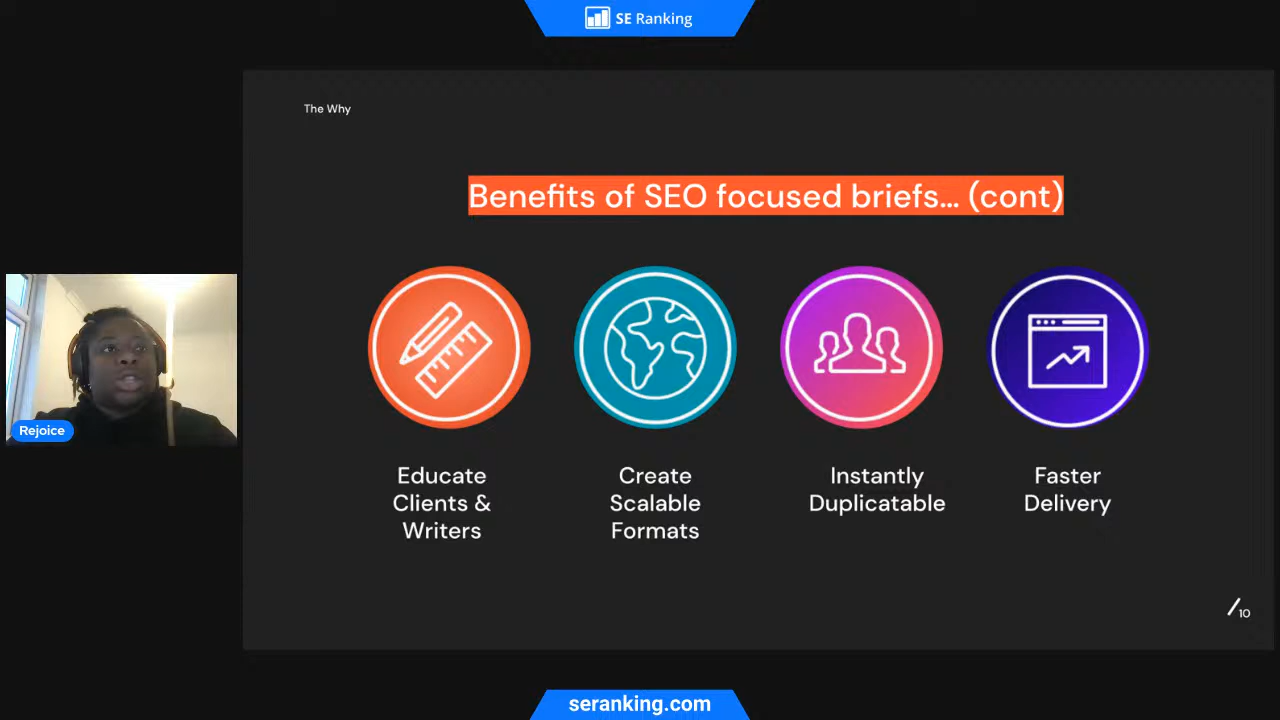 SE Ranking
The Why
Benefits of SEO focused briefs... (cont)
Educate
Clients &
Writers
Create
Scalable
Formats
Instantly
Duplicatable
Faster
Delivery
Rejoice
/10
seranking.com